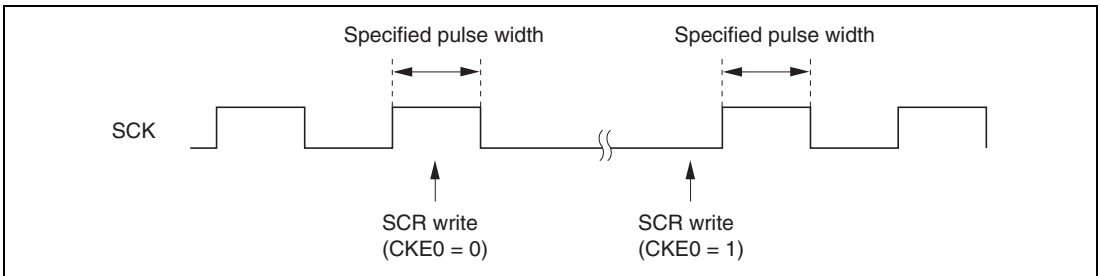 Specified pulse width
Specified pulse width
SCK
SCR write
(CKE0 = 0)
SCR write
(CKE0 = 1)